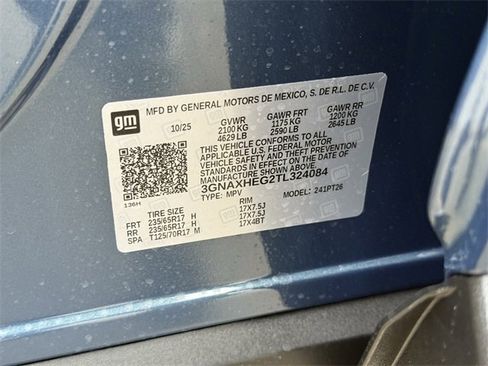 gm
MFD BY GENERAL MOTORS DE MEXICO, S. DE R.L. DE C.V.
10/25 GVWR GAWR FRT GAWR RR
2100 KG 1175 KG 1200 KG
4629 LB 2590 LB 2645 LB
THIS VEHICLE CONFORMS TO ALL
APPLICABLE U.S. FEDERAL MOTOR
VEHICLE SAFETY AND THEFT
PREVENTION STANDARDS IN EFFECT
ON THE DATE OF MANUFACTURE
SHOWN ABOVE.
3GNAXHEG2TL324084
TYPE: MPV MODEL: 241PT26
136H
TIRE SIZE RIM
FRT 235/65R17 H 17X7.5J
RR 235/65R17 H 17X7.5J
SPA T125/70R17 M 17X4BT